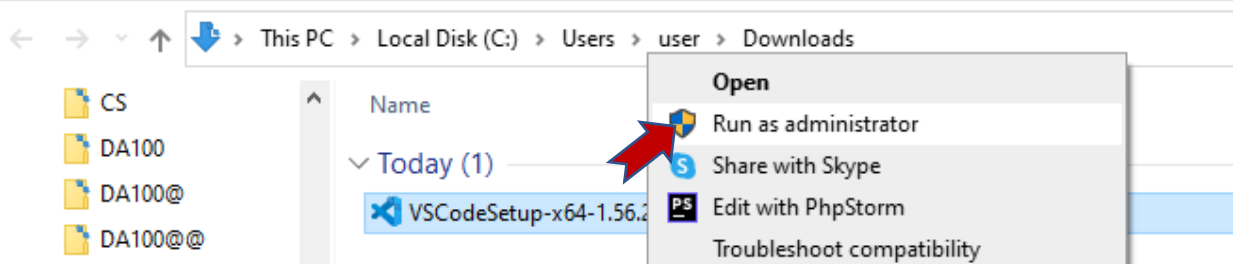 This PC > Local Disk (C:) > Users > user > Downloads
CS
DA100
DA100@
DA100@@
Name
Today (1)
VSCodeSetup-x64-1.56.2
Open
Run as administrator
S Share with Skype
PS Edit with PhpStorm
Troubleshoot compatibility